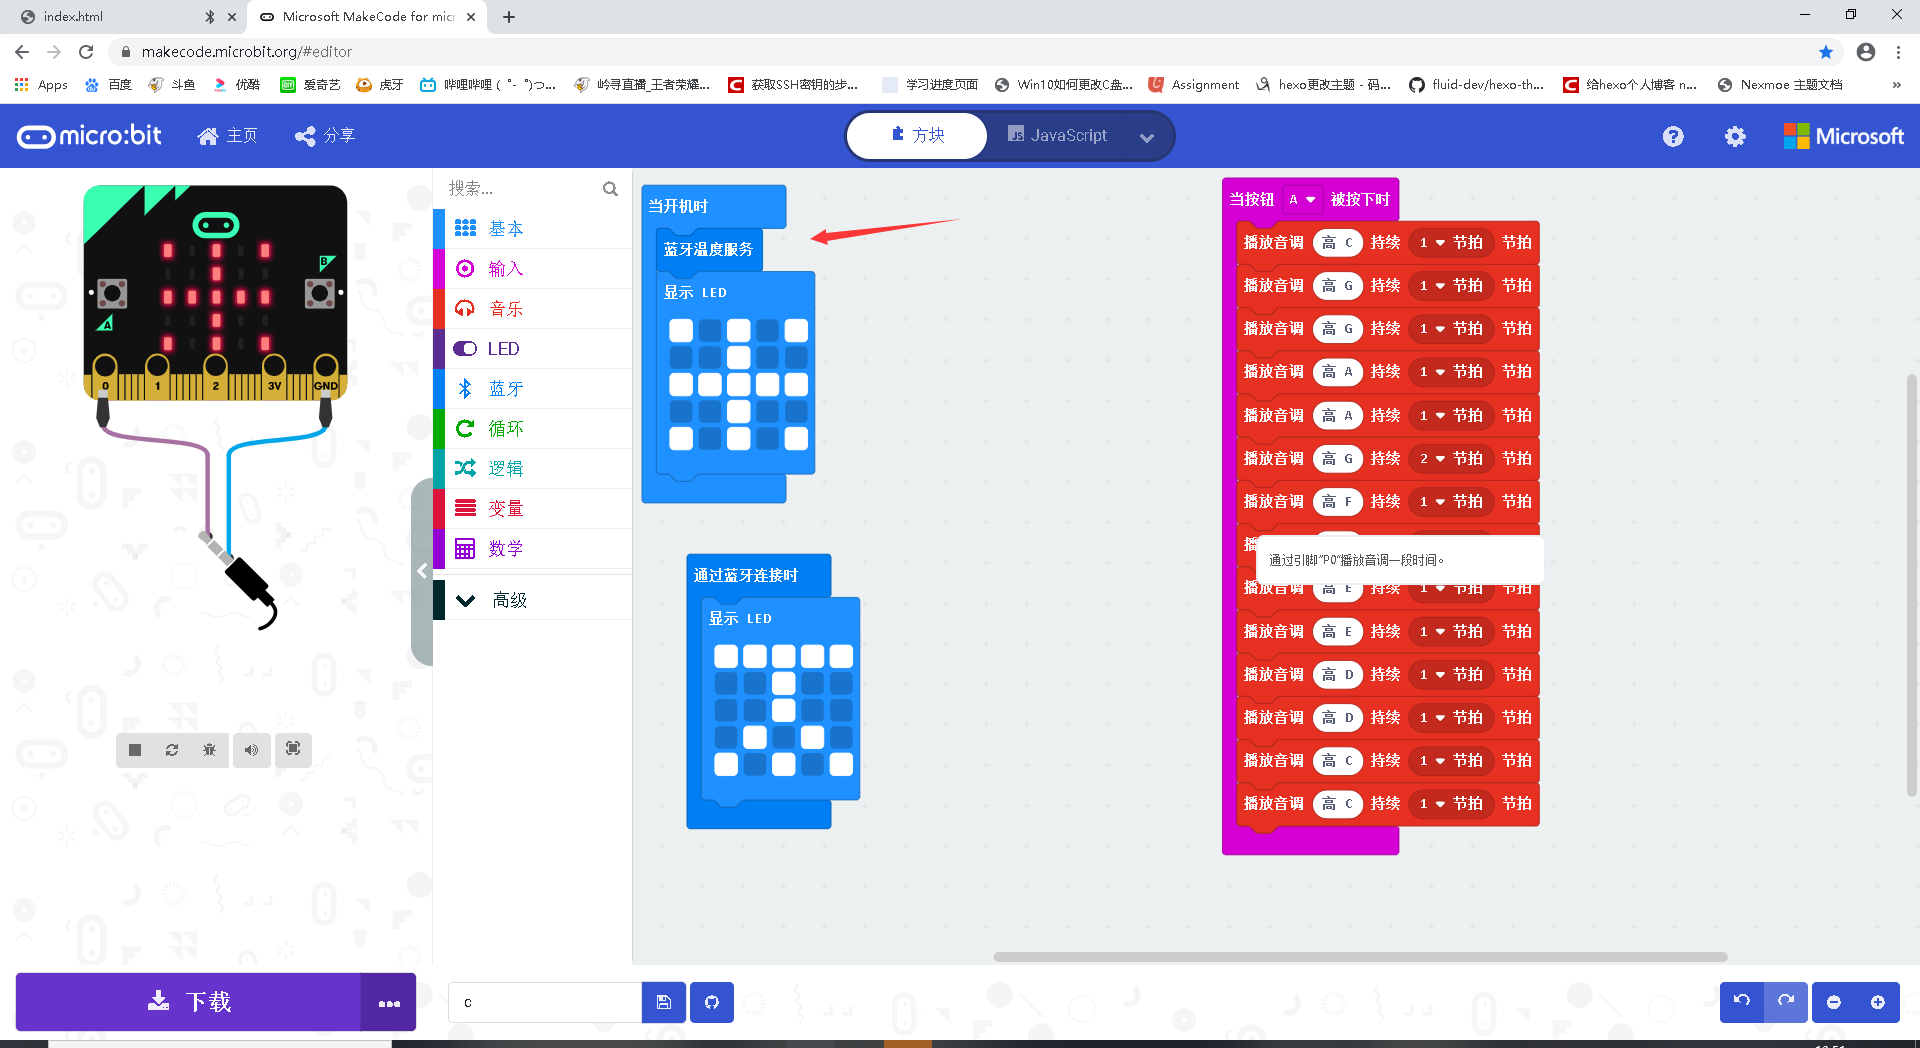 index.html
Microsoft MakeCode for micr
makecode.microbit.org/#editor
Apps
百度
斗鱼
优酷
爱奇艺
虎牙
哔哩哔哩 ( ゜- ゜)つ...
岭寻直播_王者荣耀...
获取SSH密钥的步...
学习进度页面
Win10如何更改C盘...
Assignment
hexo更改主题 - 码...
fluid-dev/hexo-th...
给hexo个人博客 n...
Nexmoe 主题文档
»
micro:bit
主页
分享
方块
JS JavaScript
Microsoft
A
B
0 1 2 3V GND
搜索...
基本
输入
音乐
LED
蓝牙
循环
逻辑
变量
数学
高级
当开机时
蓝牙温度服务
显示 LED
通过蓝牙连接时
显示 LED
当按钮 A 被按下时
播放音调 高 C 持续 1 节拍 节拍
播放音调 高 G 持续 1 节拍 节拍
播放音调 高 G 持续 1 节拍 节拍
播放音调 高 A 持续 1 节拍 节拍
播放音调 高 A 持续 1 节拍 节拍
播放音调 高 G 持续 2 节拍 节拍
播放音调 高 F 持续 1 节拍 节拍
通过引脚"P0"播放音调一段时间。
播放音调 高 E 持续 1 节拍 节拍
播放音调 高 E 持续 1 节拍 节拍
播放音调 高 D 持续 1 节拍 节拍
播放音调 高 D 持续 1 节拍 节拍
播放音调 高 C 持续 1 节拍 节拍
播放音调 高 C 持续 1 节拍 节拍
下载
c